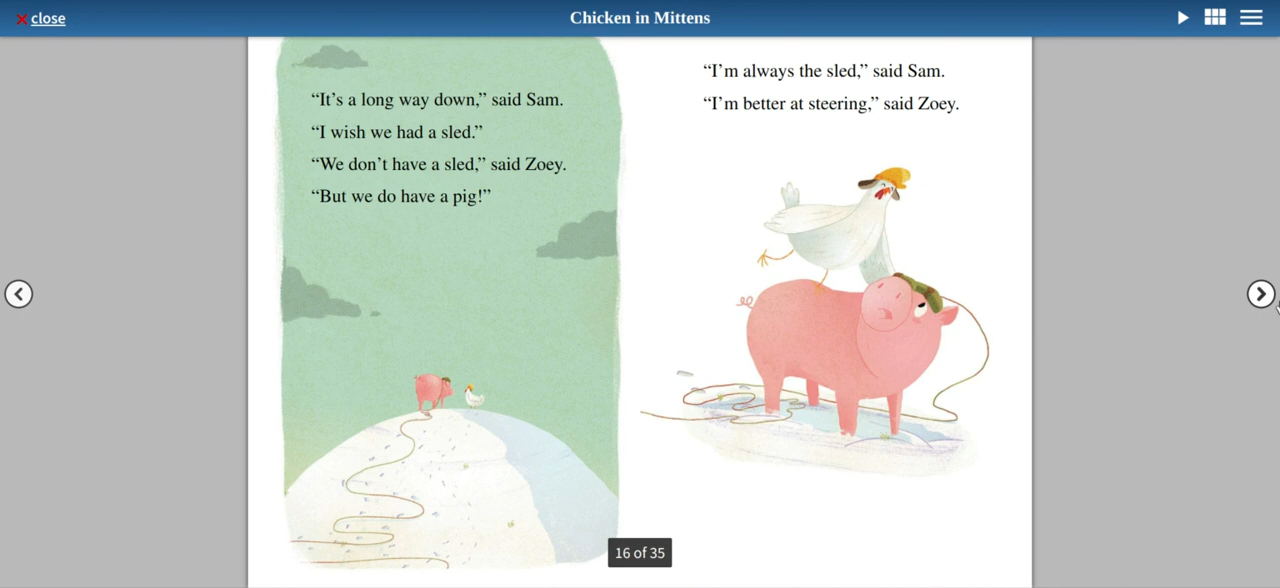 close
Chicken in Mittens
“It’s a long way down,” said Sam.
“I wish we had a sled.”
“We don’t have a sled,” said Zoey.
“But we do have a pig!”
“I’m always the sled,” said Sam.
“I’m better at steering,” said Zoey.
16 of 35